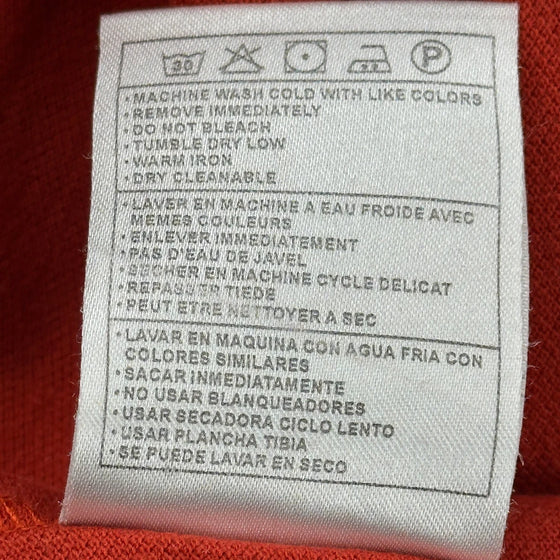 30 P
• MACHINE WASH COLD WITH LIKE COLORS
• REMOVE IMMEDIATELY
• DO NOT BLEACH
• TUMBLE DRY LOW
• WARM IRON
• DRY CLEANABLE
• LAVER EN MACHINE A EAU FROIDE AVEC
MEMES COULEURS
• ENLEVER IMMEDIATEMENT
• PAS D'EAU DE JAVEL
• SECHER EN MACHINE CYCLE DELICAT
• REPASSER TIEDE
• PEUT ETRE NETTOYER A SEC
• LAVAR EN MAQUINA CON AGUA FRIA CON
COLORES SIMILARES
• SACAR INMEDIATAMENTE
• NO USAR BLANQUEADORES
• USAR SECADORA CICLO LENTO
• USAR PLANCHA TIBIA
• SE PUEDE LAVAR EN SECO